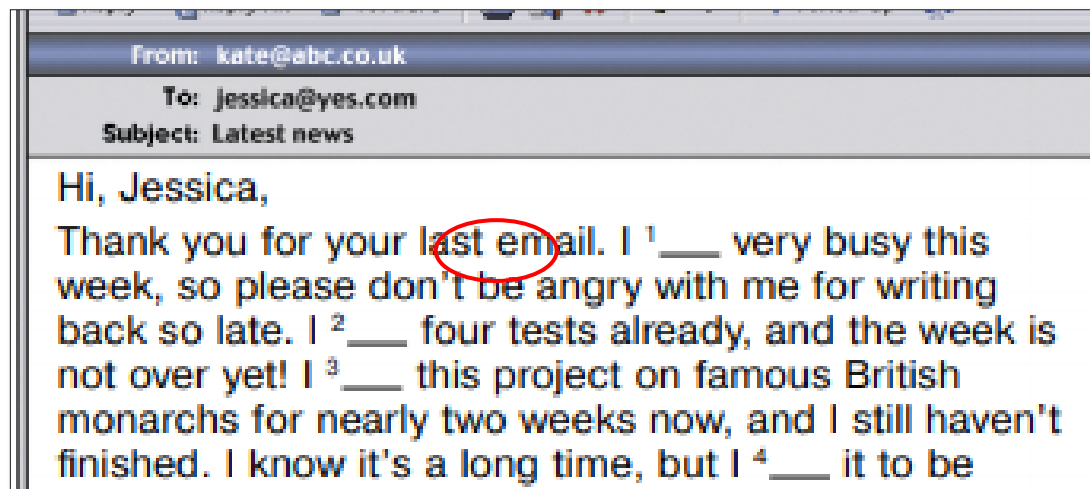 From: kate@abc.co.uk
To: jessica@yes.com
Subject: Latest news
Hi, Jessica,
Thank you for your last email. I ¹___ very busy this
week, so please don't be angry with me for writing
back so late. I ²___ four tests already, and the week is
not over yet! I ³___ this project on famous British
monarchs for nearly two weeks now, and I still haven't
finished. I know it's a long time, but I ⁴___ it to be